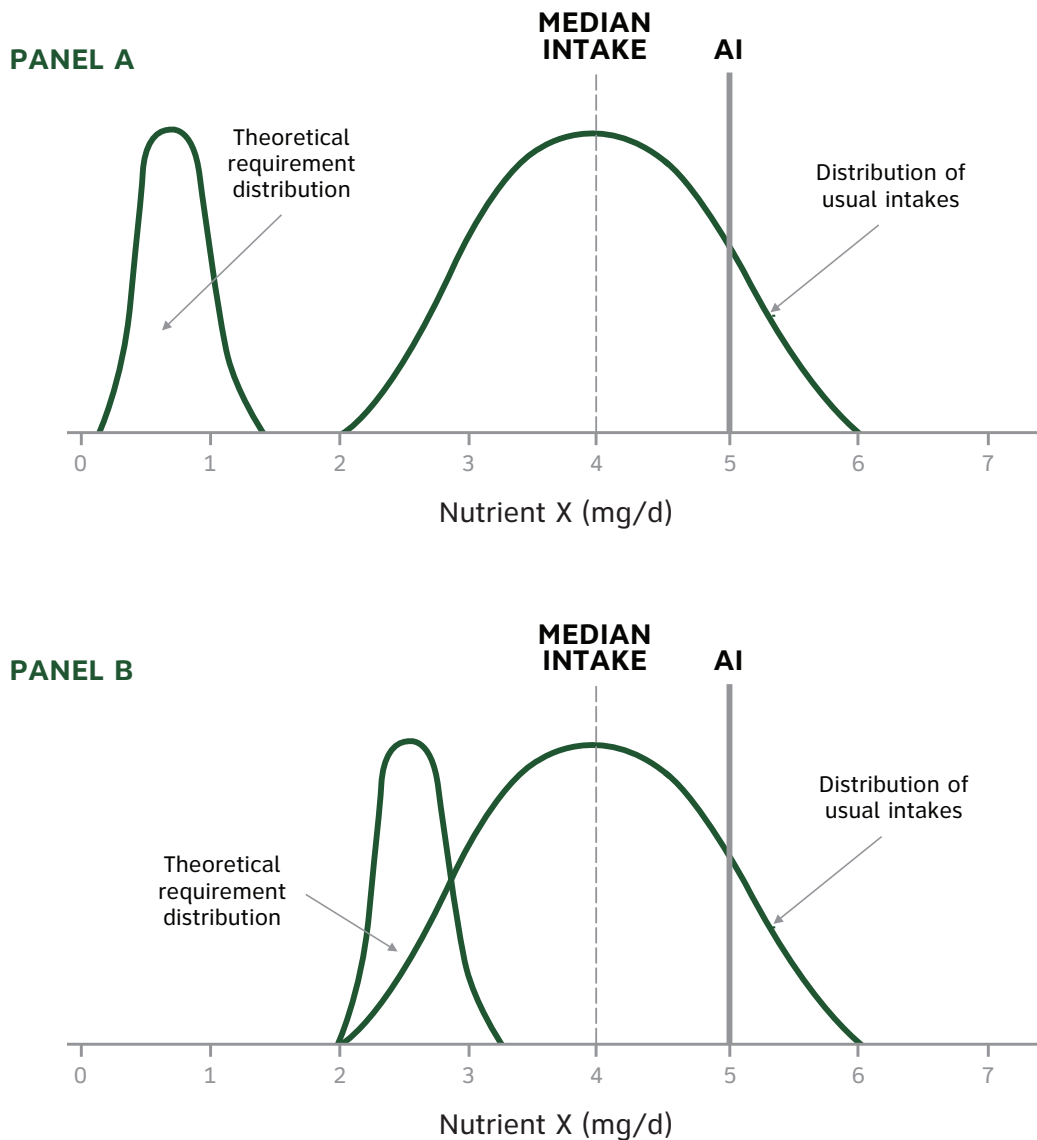 PANEL A
MEDIAN
INTAKE
AI
Theoretical
requirement
distribution
Distribution of
usual intakes
0 1 2 3 4 5 6 7
Nutrient X (mg/d)
PANEL B
MEDIAN
INTAKE
AI
Theoretical
requirement
distribution
Distribution of
usual intakes
0 1 2 3 4 5 6 7
Nutrient X (mg/d)